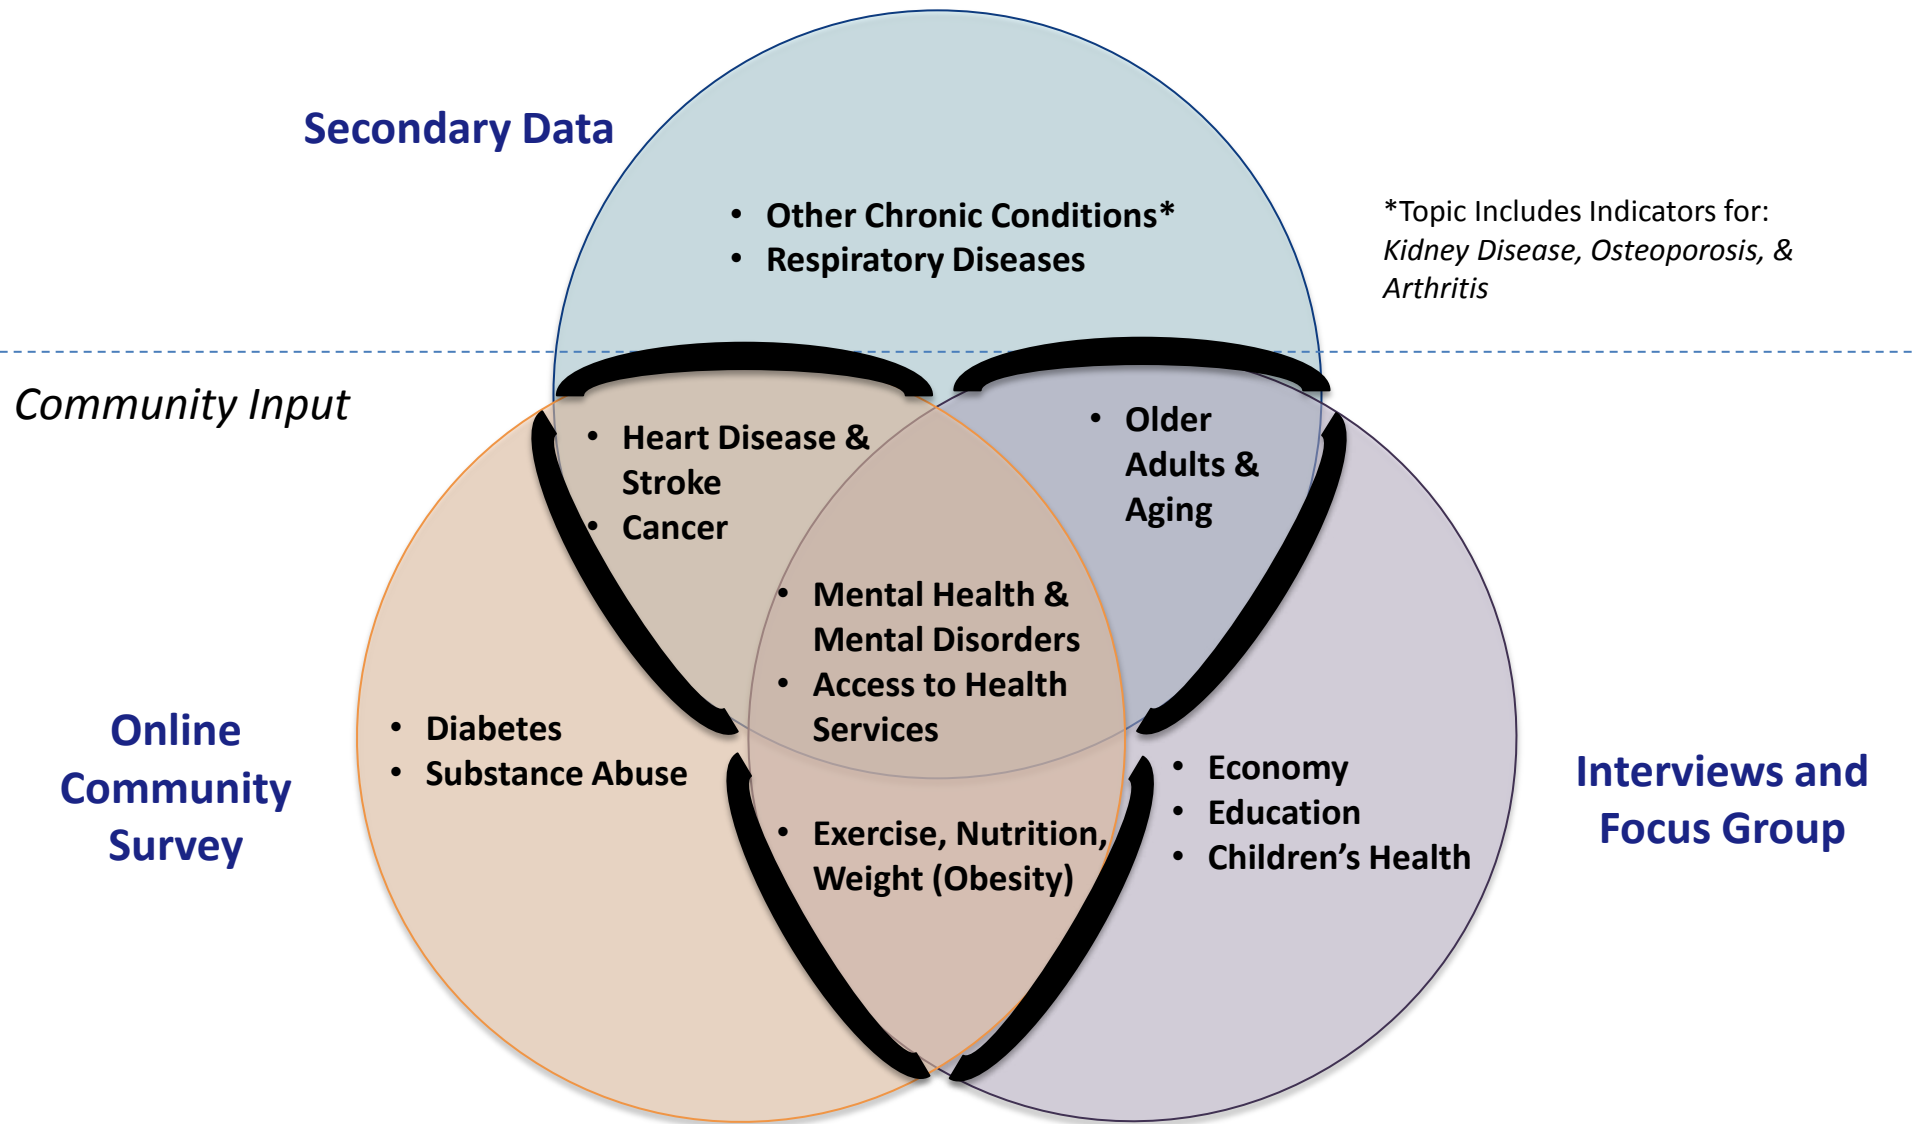 Secondary Data
• Other Chronic Conditions*
• Respiratory Diseases
*Topic Includes Indicators for:
Kidney Disease, Osteoporosis, &
Arthritis
Community Input
• Heart Disease &
Stroke
• Cancer
• Older
Adults &
Aging
• Mental Health &
Mental Disorders
• Access to Health
Services
Online
Community
Survey
• Diabetes
• Substance Abuse
• Exercise, Nutrition,
Weight (Obesity)
• Economy
• Education
• Children’s Health
Interviews and
Focus Group